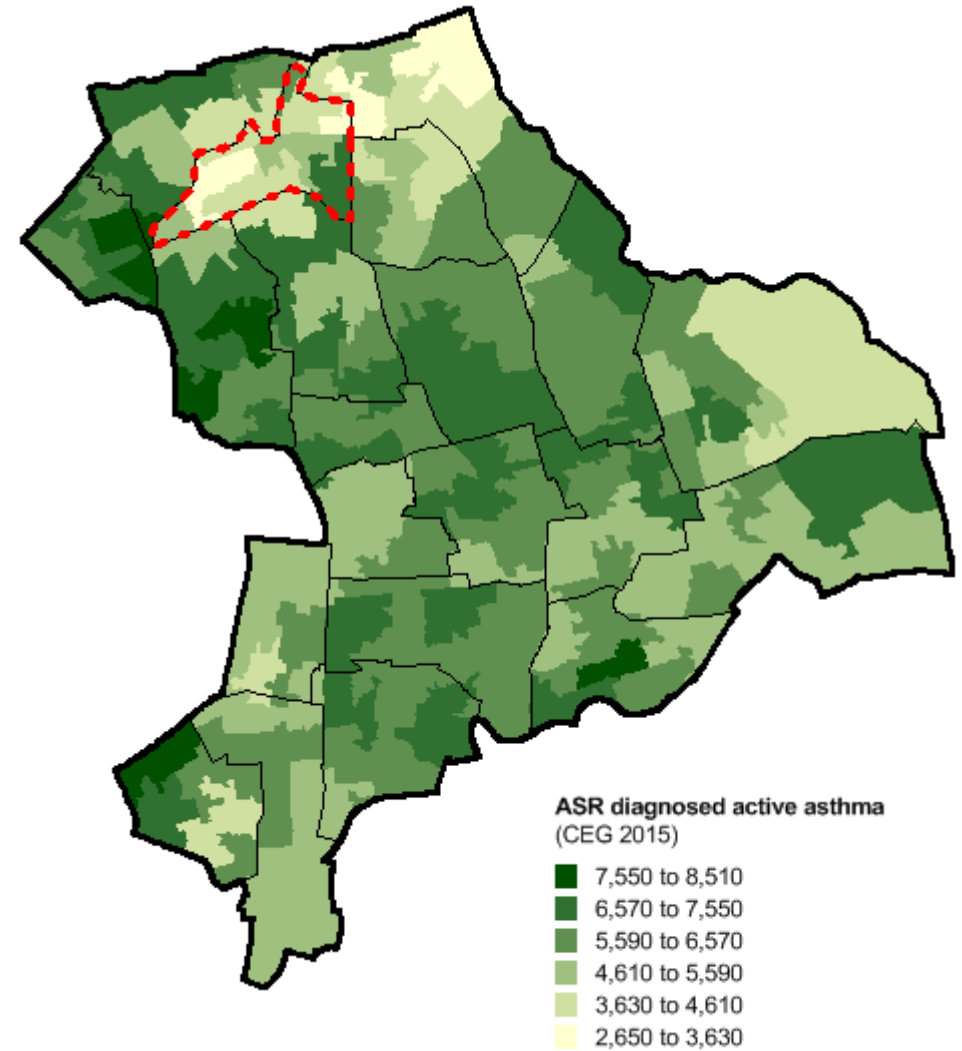 ASR diagnosed active asthma
(CEG 2015)
7,550 to 8,510
6,570 to 7,550
5,590 to 6,570
4,610 to 5,590
3,630 to 4,610
2,650 to 3,630